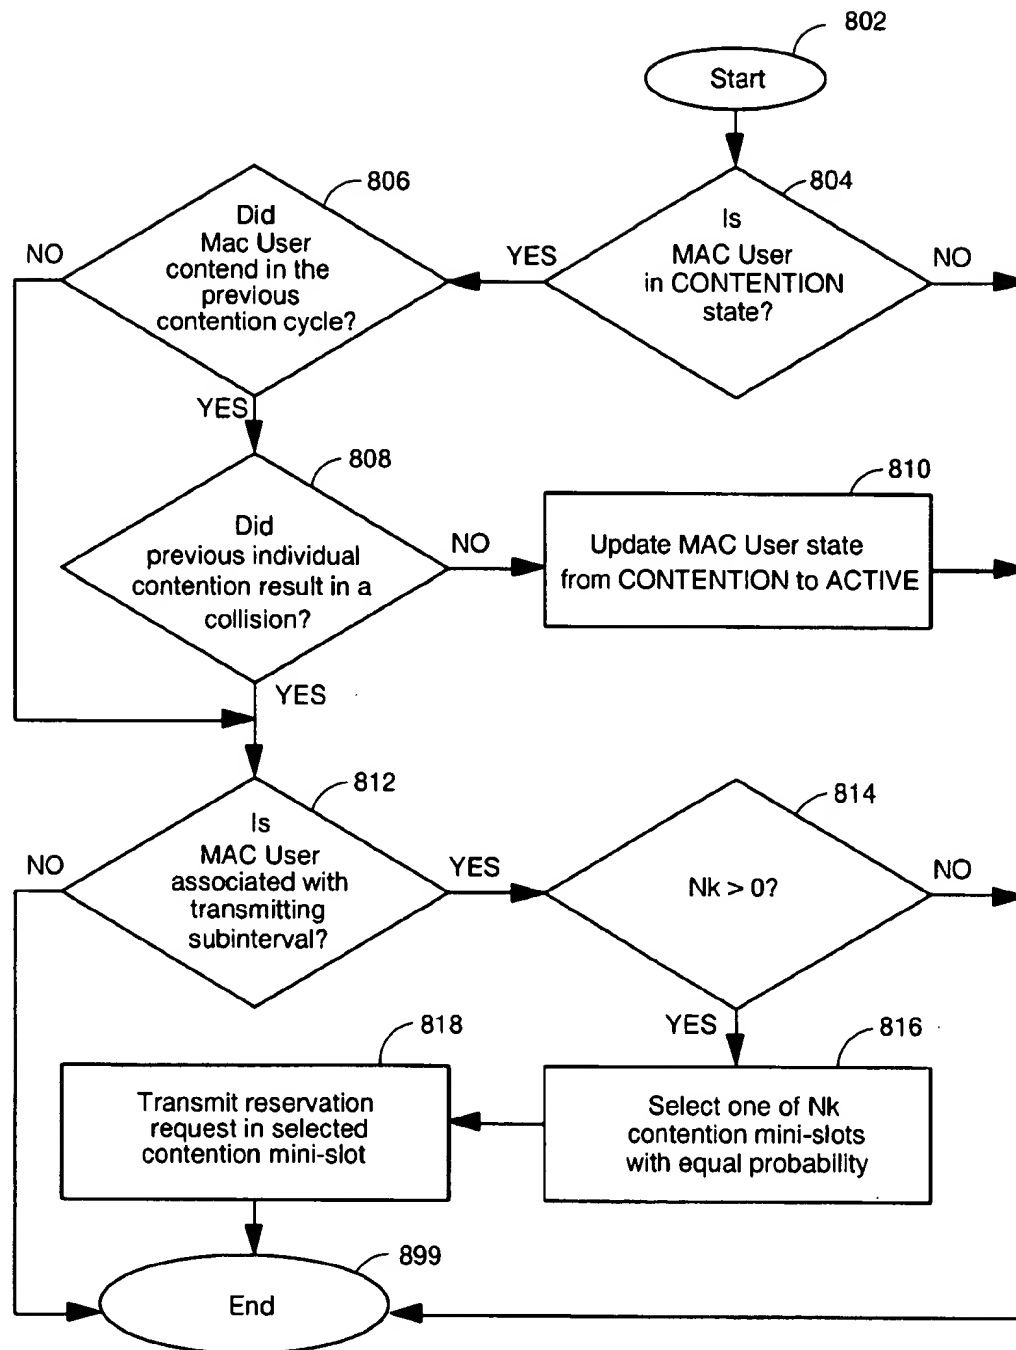 802
Start
806
Did
Mac User
contend in the
previous
contention cycle?
NO
YES
804
Is
MAC User
in CONTENTION
state?
NO
YES
808
Did
previous individual
contention result in a
collision?
NO
810
Update MAC User state
from CONTENTION to ACTIVE
YES
812
Is
MAC User
associated with
transmitting
subinterval?
NO
YES
814
Nk > 0?
NO
YES
818
Transmit reservation
request in selected
contention mini-slot
816
Select one of Nk
contention mini-slots
with equal probability
899
End